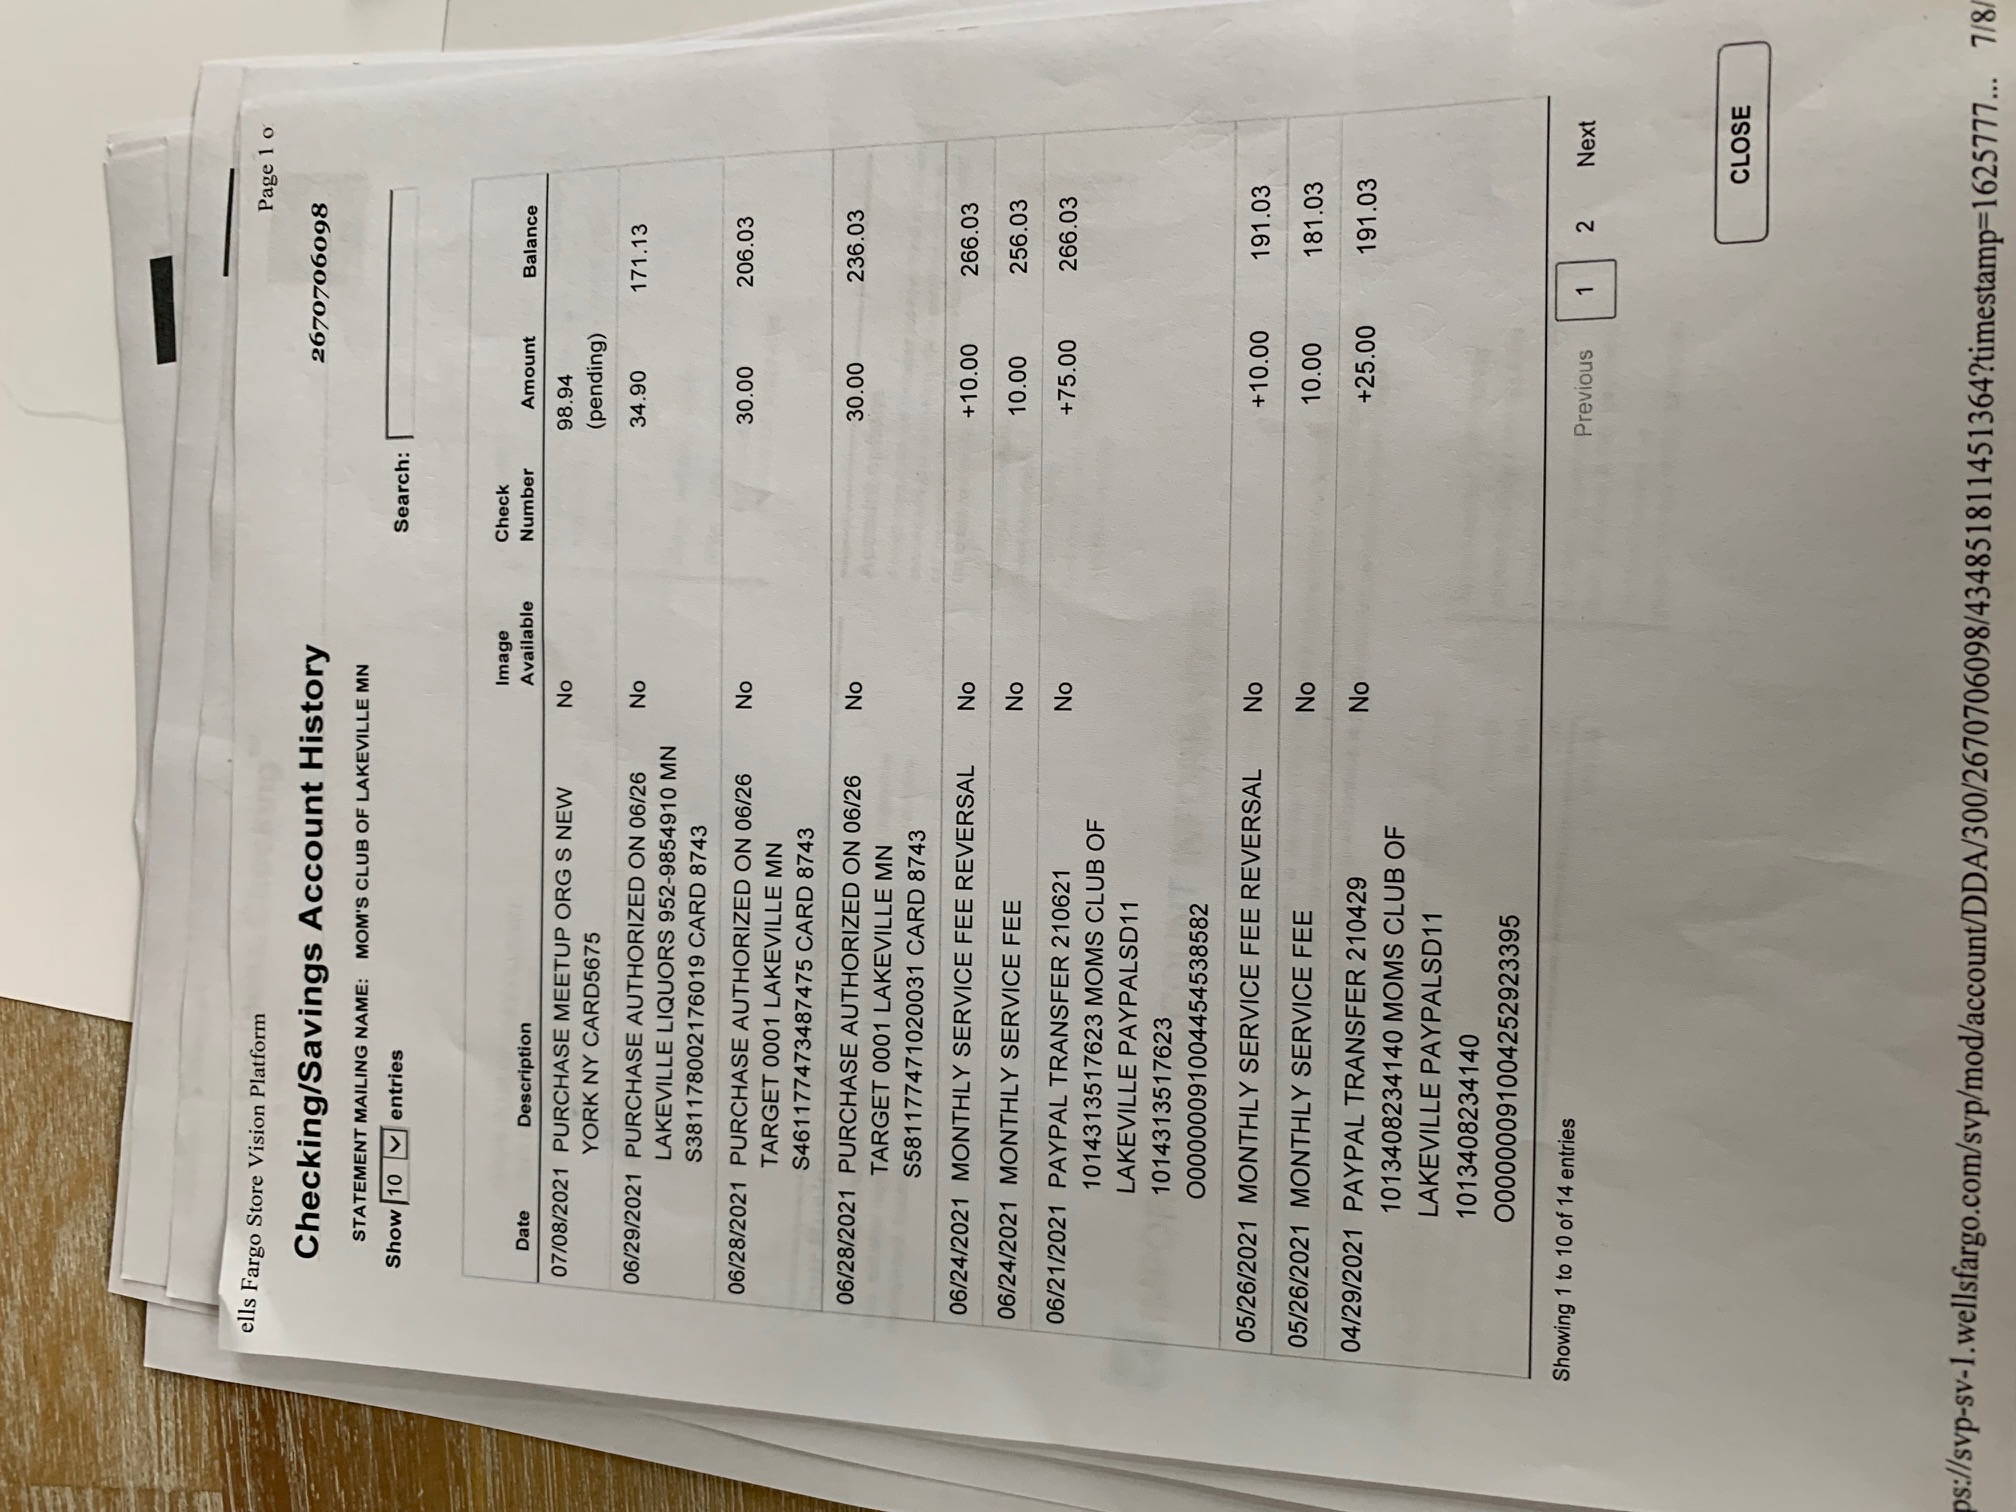 ells Fargo Store Vision Platform
Page 1 o
Checking/Savings Account History
2670706098
STATEMENT MAILING NAME: MOM'S CLUB OF LAKEVILLE MN
Show 10 entries
Search:
Date Description Image Available Check Number Amount Balance
07/08/2021 PURCHASE MEETUP ORG S NEW No 98.94
YORK NY CARD5675 (pending)
06/29/2021 PURCHASE AUTHORIZED ON 06/26 No 34.90 171.13
LAKEVILLE LIQUORS 952-9854910 MN
S381178002176019 CARD 8743
06/28/2021 PURCHASE AUTHORIZED ON 06/26 No 30.00 206.03
TARGET 0001 LAKEVILLE MN
S461177473487475 CARD 8743
06/28/2021 PURCHASE AUTHORIZED ON 06/26 No 30.00 236.03
TARGET 0001 LAKEVILLE MN
S581177471020031 CARD 8743
06/24/2021 MONTHLY SERVICE FEE REVERSAL No +10.00 266.03
06/24/2021 MONTHLY SERVICE FEE No 10.00 256.03
06/21/2021 PAYPAL TRANSFER 210621 No +75.00 266.03
1014313517623 MOMS CLUB OF
LAKEVILLE PAYPALSD11
1014313517623
O00000091004454538582
05/26/2021 MONTHLY SERVICE FEE REVERSAL No +10.00 191.03
05/26/2021 MONTHLY SERVICE FEE No 10.00 181.03
04/29/2021 PAYPAL TRANSFER 210429 No +25.00 191.03
1013408234140 MOMS CLUB OF
LAKEVILLE PAYPALSD11
1013408234140
O00000091004252923395
Showing 1 to 10 of 14 entries
Previous 1 2 Next
CLOSE
ps://svp-sv-1.wellsfargo.com/svp/mod/account/DDA/300/2670706098/434851811451364?timestamp=1625777... 7/8/